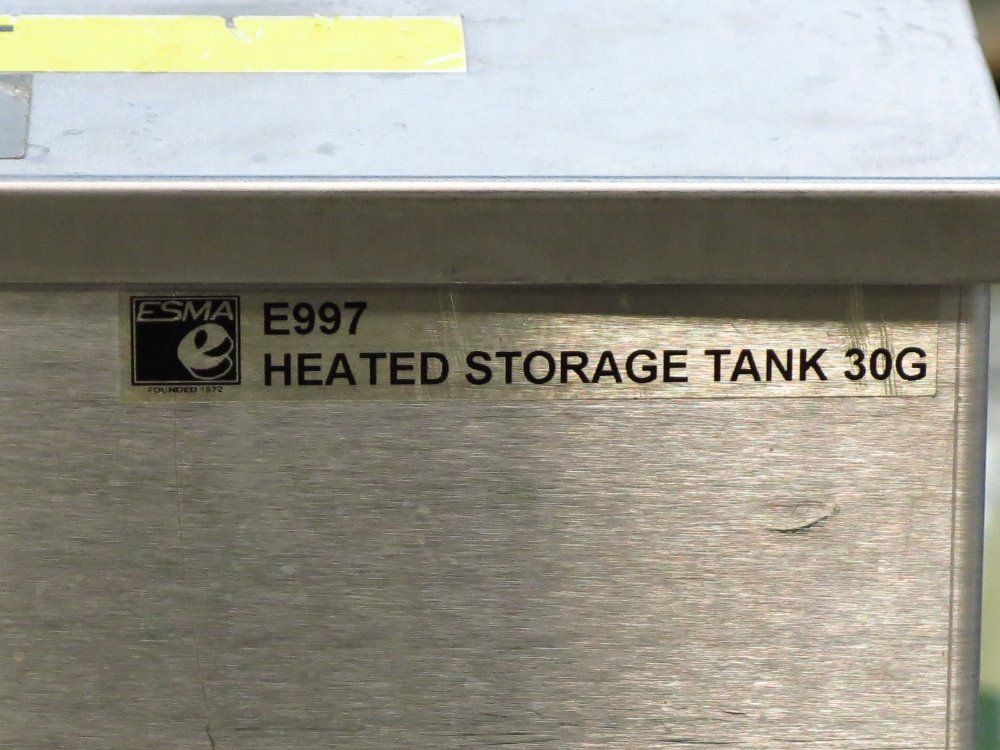 ESMA
e
FOUNDED 1972
E997
HEATED STORAGE TANK 30G